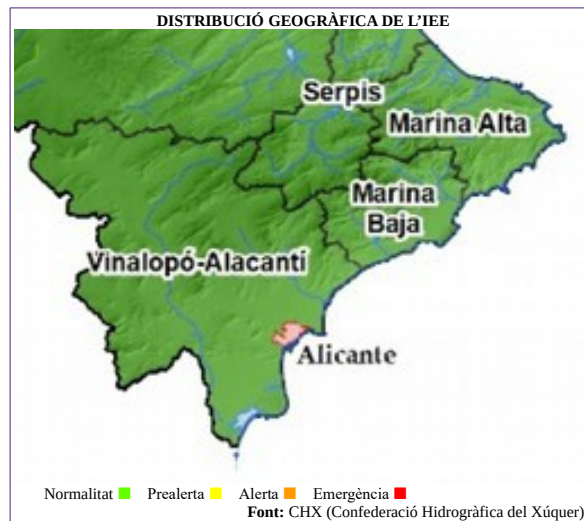 DISTRIBUCIÓ GEOGRÀFICA DE L'IEE
Serpis
Marina Alta
Marina
Baja
Vinalopó-Alacantí
Alicante
Normalitat Prealerta Alerta Emergència
Font: CHX (Confederació Hidrogràfica del Xúquer)